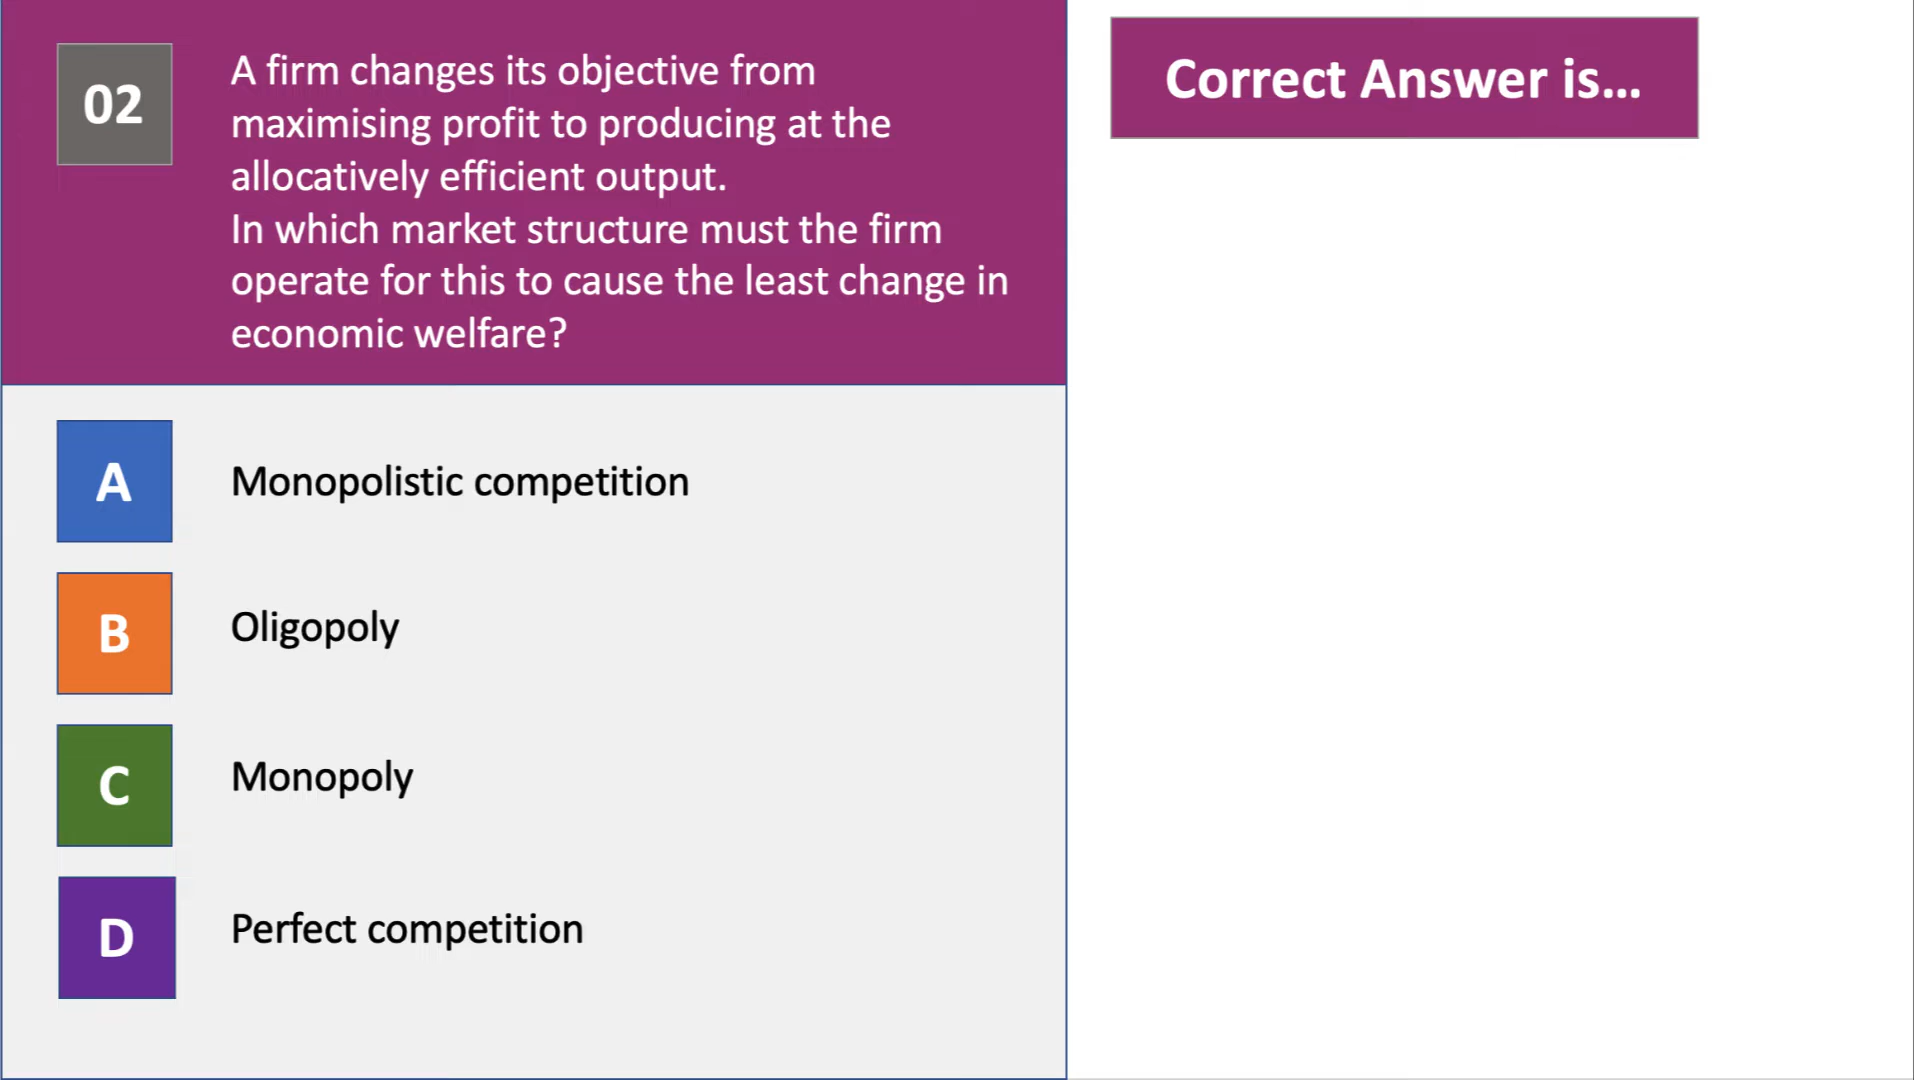 02
A firm changes its objective from
maximising profit to producing at the
allocatively efficient output.
In which market structure must the firm
operate for this to cause the least change in
economic welfare?
A
Monopolistic competition
B
Oligopoly
C
Monopoly
D
Perfect competition
Correct Answer is...